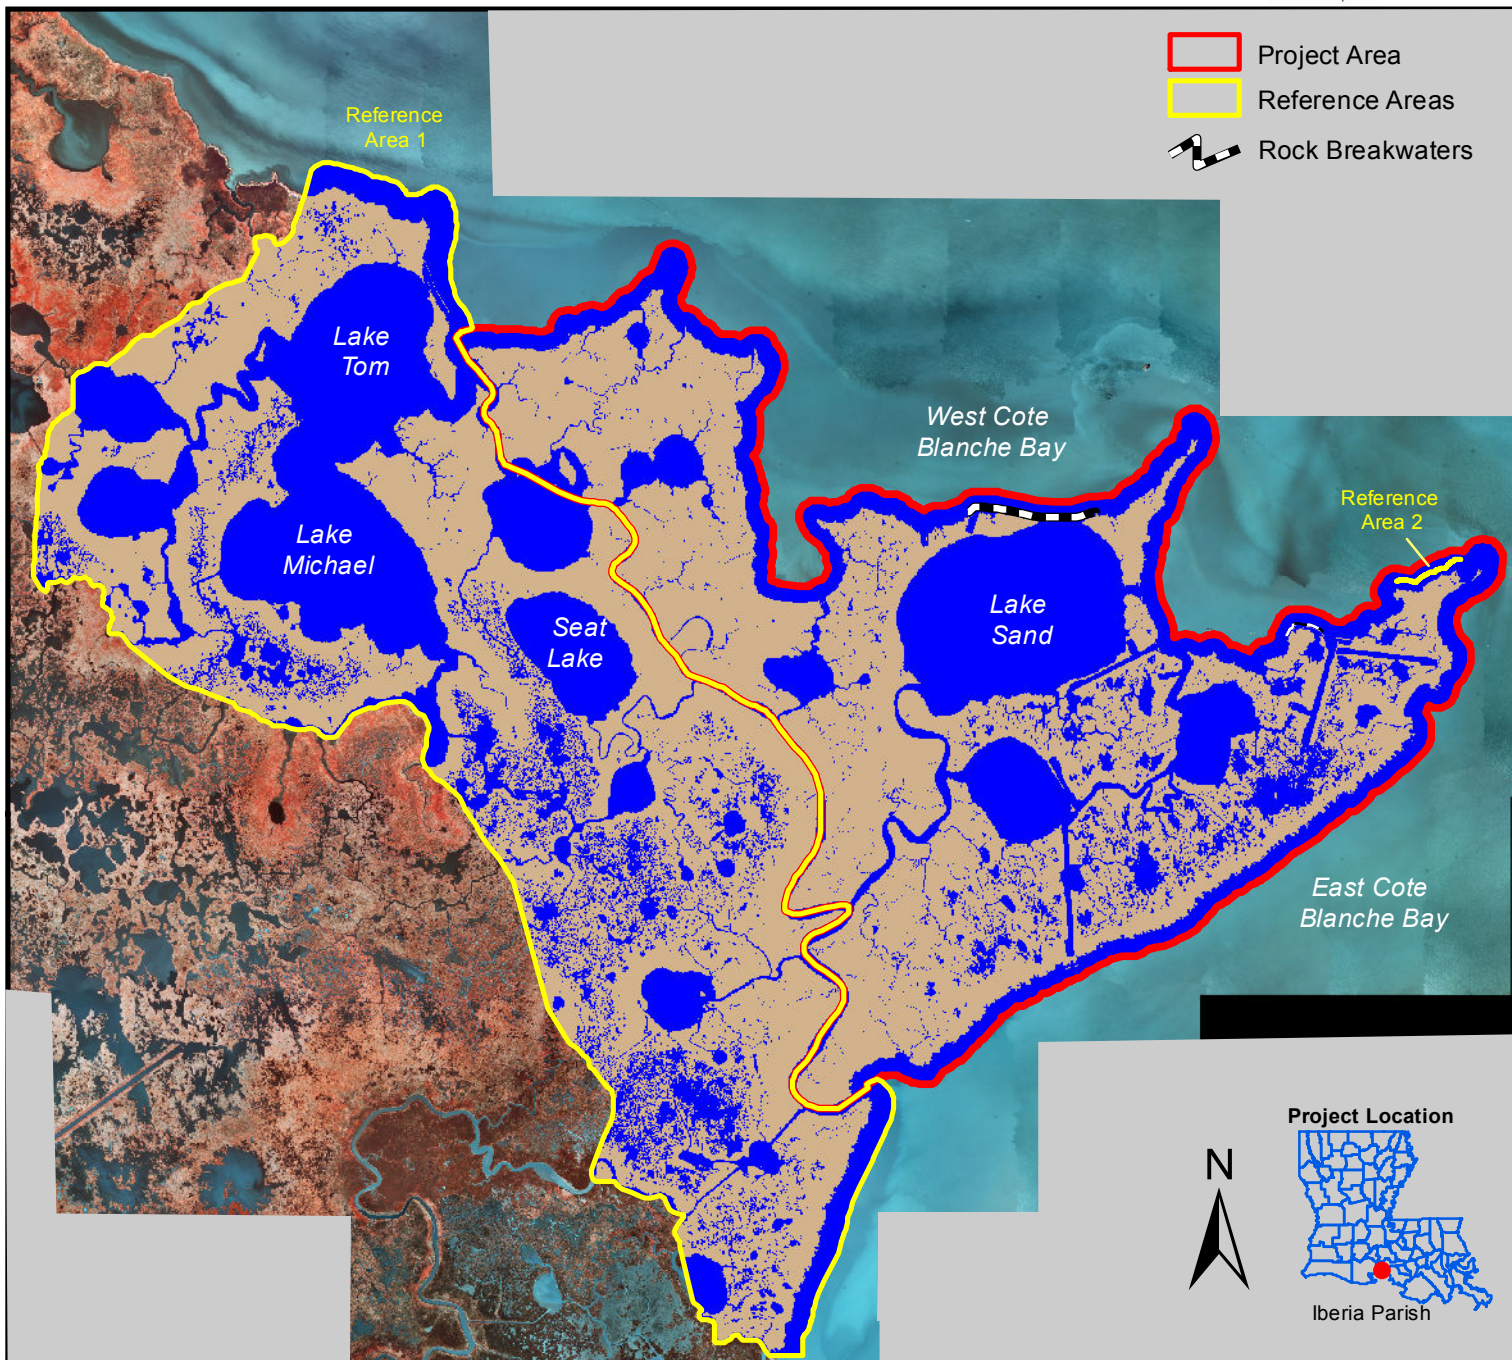 Project Area
Reference Areas
Rock Breakwaters
Reference
Area 1
Lake
Tom
West Cote
Blanche Bay
Reference
Area 2
Lake
Michael
Lake
Sand
Seat
Lake
East Cote
Blanche Bay
Project Location
N
Iberia Parish